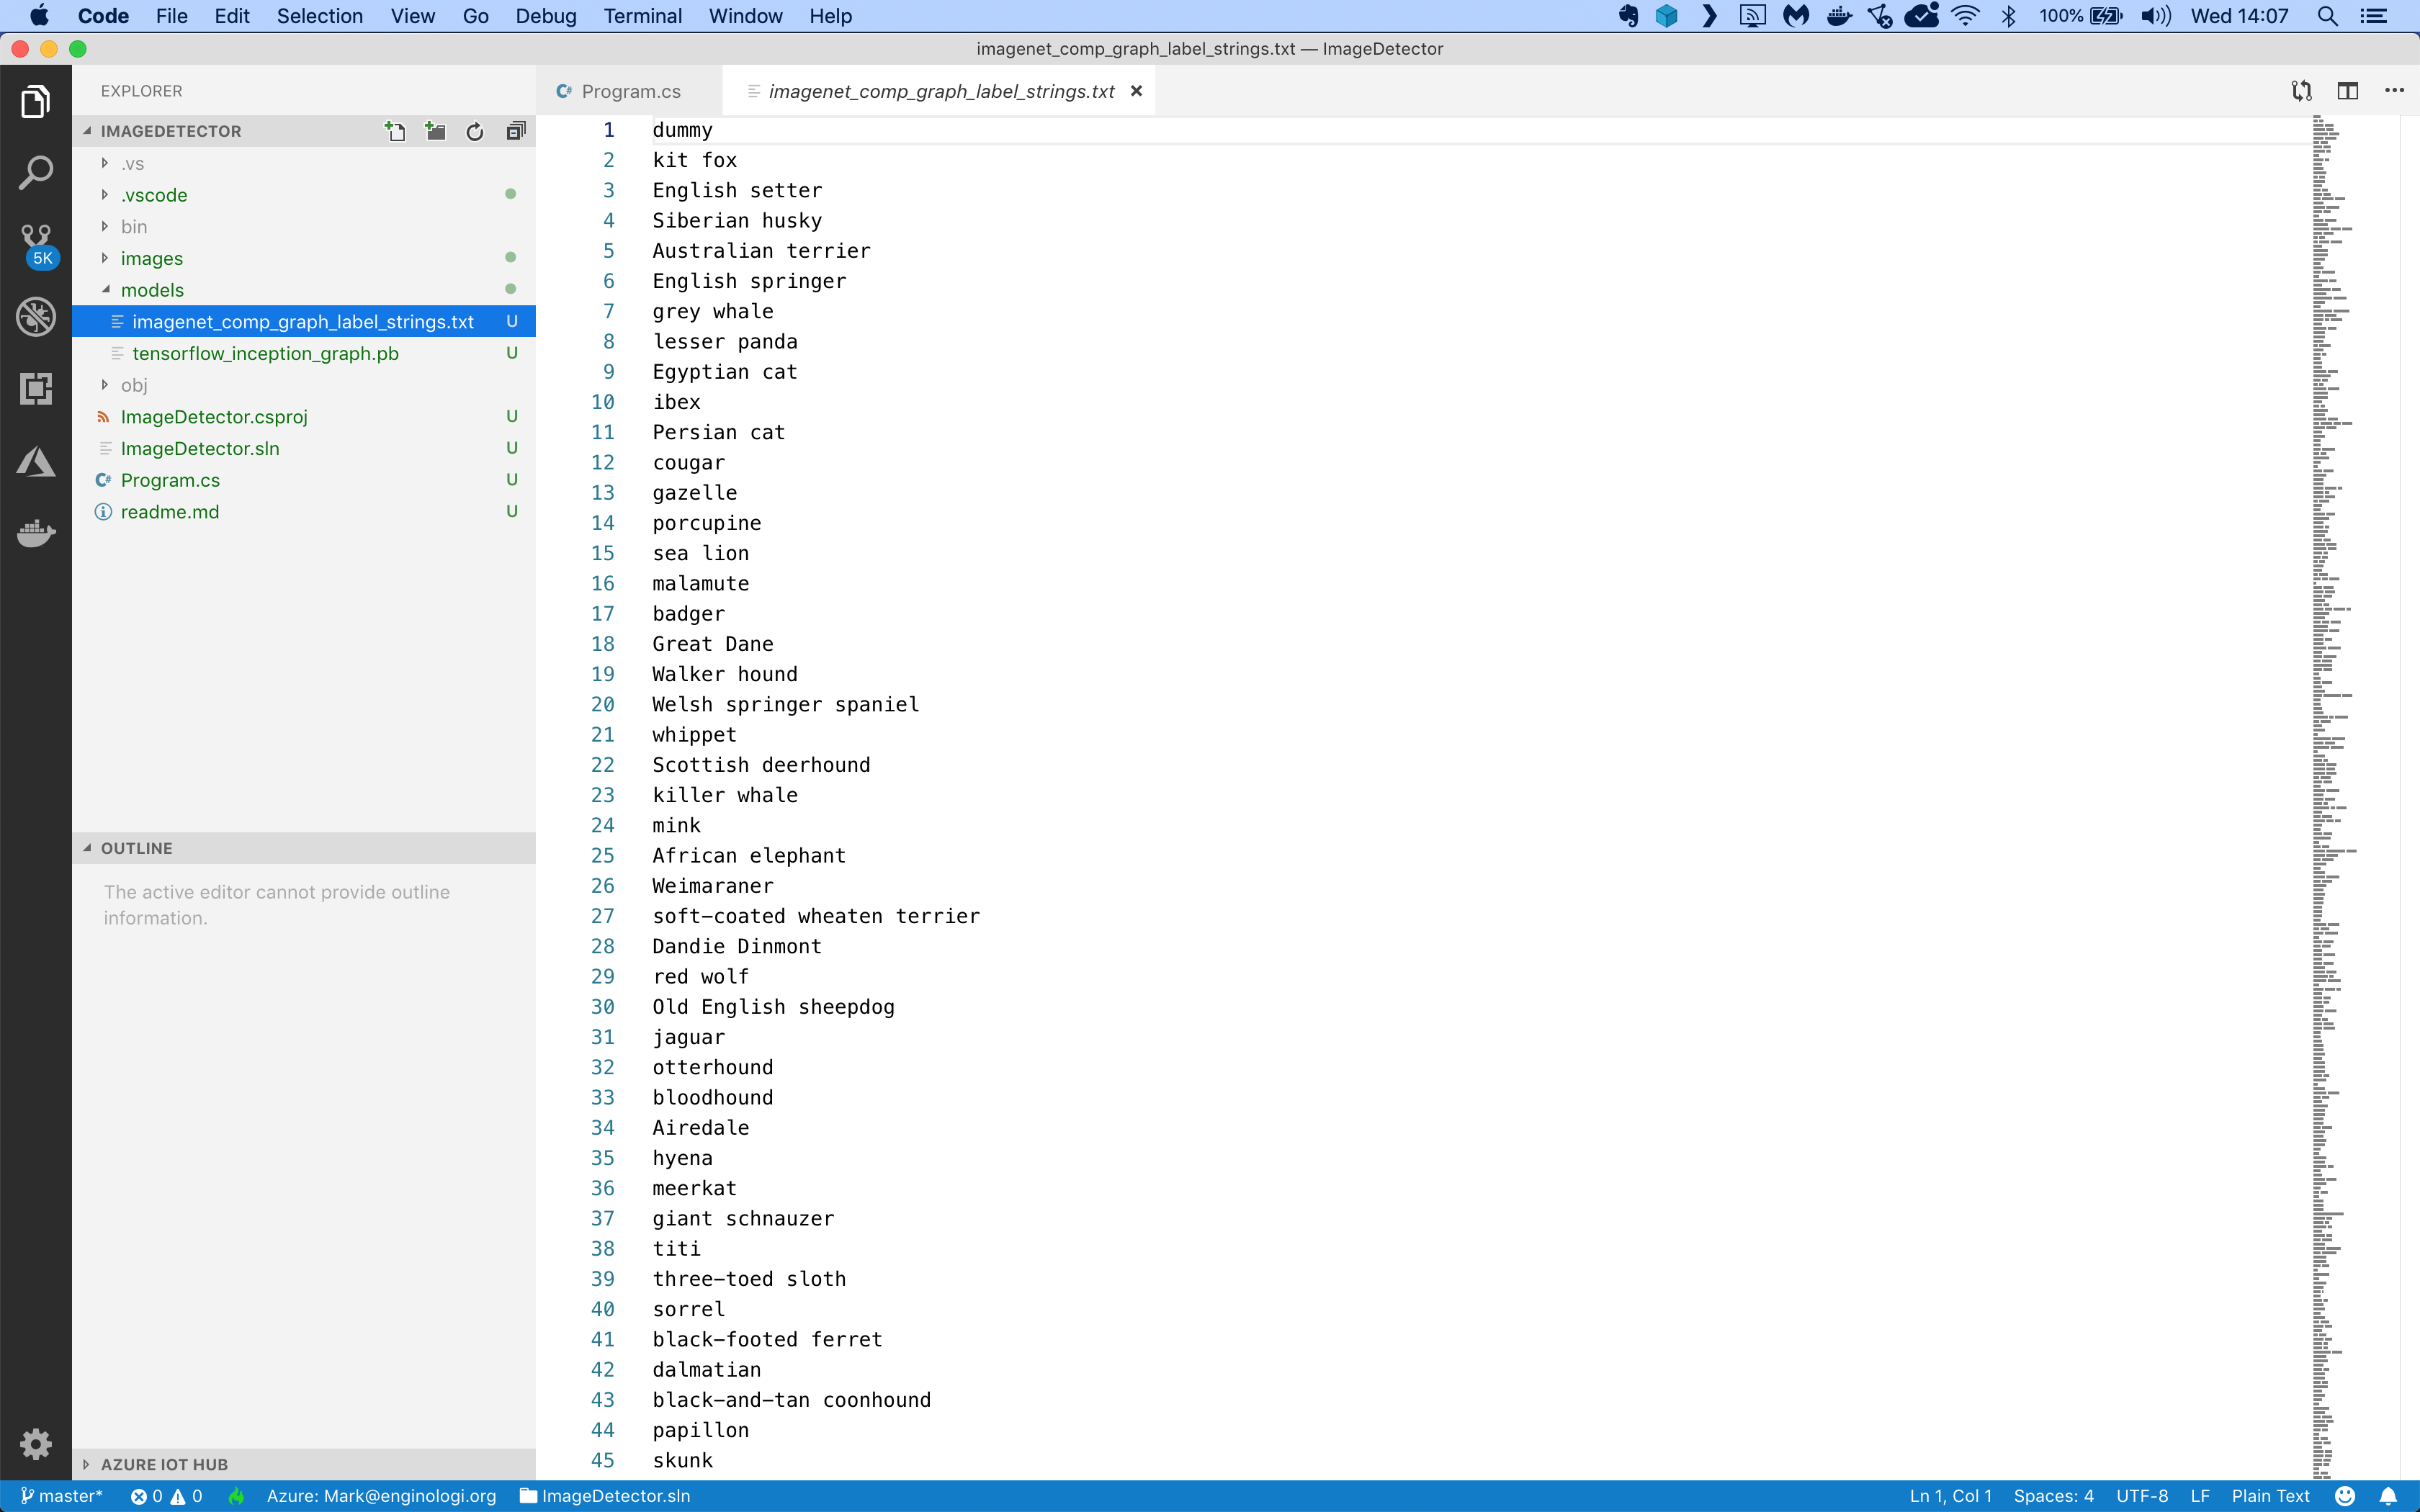 Code File Edit Selection View Go Debug Terminal Window Help 100% Wed 14:07
imagenet_comp_graph_label_strings.txt — ImageDetector
EXPLORER
IMAGEDETECTOR
.vs
.vscode
bin
images
5K
models
imagenet_comp_graph_label_strings.txt U
tensorflow_inception_graph.pb U
obj
ImageDetector.csproj U
ImageDetector.sln U
C# Program.cs U
readme.md U
OUTLINE
The active editor cannot provide outline
information.
AZURE IOT HUB
C# Program.cs imagenet_comp_graph_label_strings.txt
1 dummy
2 kit fox
3 English setter
4 Siberian husky
5 Australian terrier
6 English springer
7 grey whale
8 lesser panda
9 Egyptian cat
10 ibex
11 Persian cat
12 cougar
13 gazelle
14 porcupine
15 sea lion
16 malamute
17 badger
18 Great Dane
19 Walker hound
20 Welsh springer spaniel
21 whippet
22 Scottish deerhound
23 killer whale
24 mink
25 African elephant
26 Weimaraner
27 soft-coated wheaten terrier
28 Dandie Dinmont
29 red wolf
30 Old English sheepdog
31 jaguar
32 otterhound
33 bloodhound
34 Airedale
35 hyena
36 meerkat
37 giant schnauzer
38 titi
39 three-toed sloth
40 sorrel
41 black-footed ferret
42 dalmatian
43 black-and-tan coonhound
44 papillon
45 skunk
master* 0 0 Azure: Mark@enginologi.org ImageDetector.sln Ln 1, Col 1 Spaces: 4 UTF-8 LF Plain Text